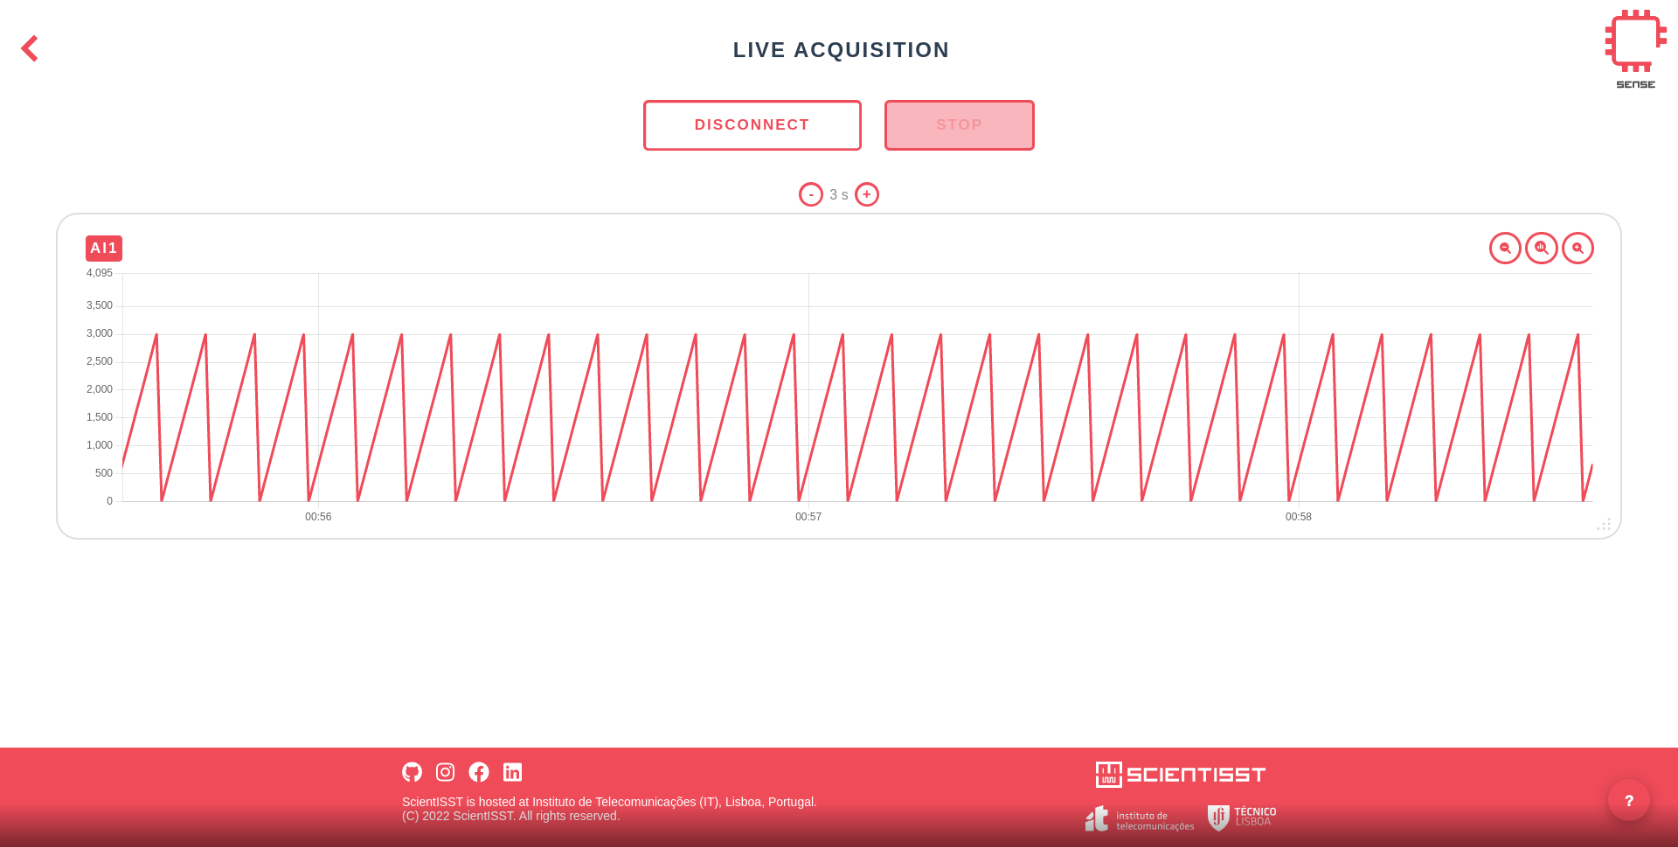 LIVE ACQUISITION
SENSE
DISCONNECT
STOP
- 3 s +
AI1
4,095
3,500
3,000
2,500
2,000
1,500
1,000
500
0
00:56
00:57
00:58
ScientISST is hosted at Instituto de Telecomunicações (IT), Lisboa, Portugal.
(C) 2022 ScientISST. All rights reserved.
SCIENTISST
it instituto de
telecomunicações
TÉCNICO
LISBOA
?